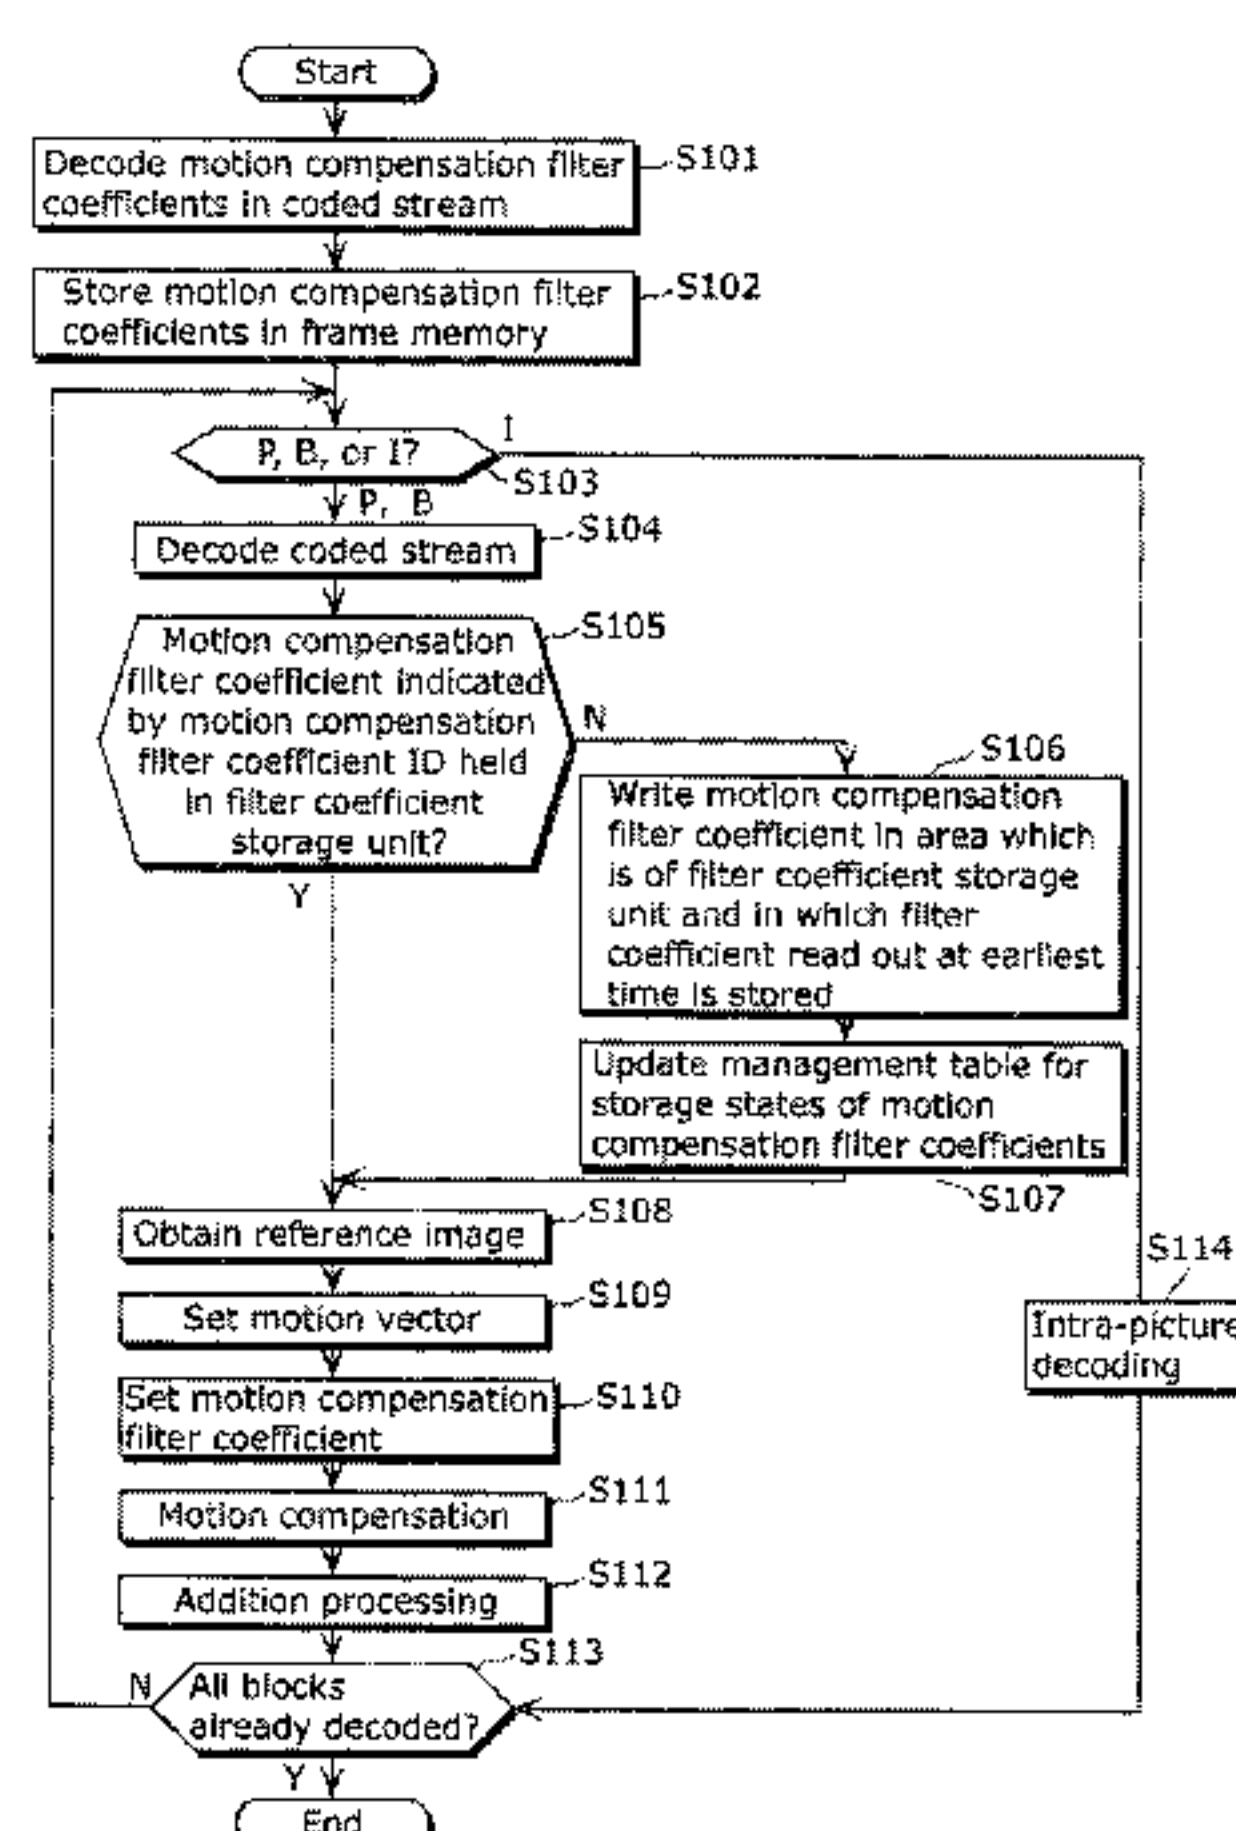 Start
Decode motion compensation filter
coefficients in coded stream
S101
Store motion compensation filter
coefficients in frame memory
S102
P, B, or I?
I
S103
P, B
Decode coded stream
S104
Motion compensation
filter coefficient indicated
by motion compensation
filter coefficient ID held
in filter coefficient
storage unit?
S105
N
Y
S106
Write motion compensation
filter coefficient in area which
is of filter coefficient storage
unit and in which filter
coefficient read out at earliest
time is stored
Update management table for
storage states of motion
compensation filter coefficients
S107
Obtain reference image
S108
S114
Intra-picture
decoding
Set motion vector
S109
Set motion compensation
filter coefficient
S110
Motion compensation
S111
Addition processing
S112
All blocks
already decoded?
S113
N
Y
End